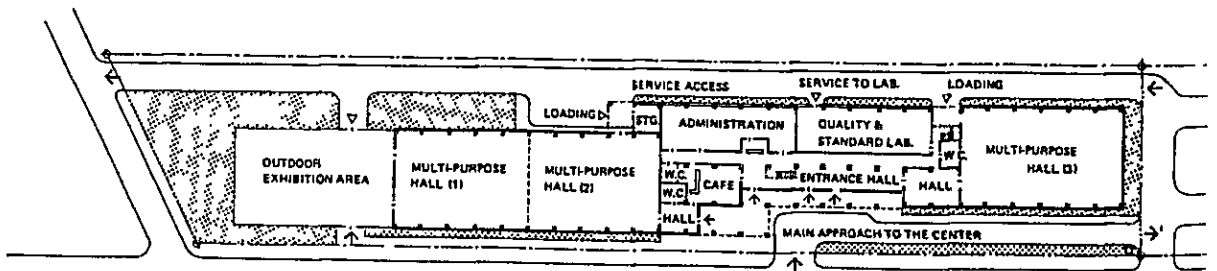 SERVICE ACCESS
SERVICE TO LAB.
LOADING
LOADING
STG.
ADMINISTRATION
QUALITY &
STANDARD LAB.
OUTDOOR
EXHIBITION AREA
MULTI-PURPOSE
HALL (1)
MULTI-PURPOSE
HALL (2)
W.C.
W.C.
CAFE
HALL
ENTRANCE HALL
W.C.
HALL
MULTI-PURPOSE
HALL (3)
MAIN APPROACH TO THE CENTER